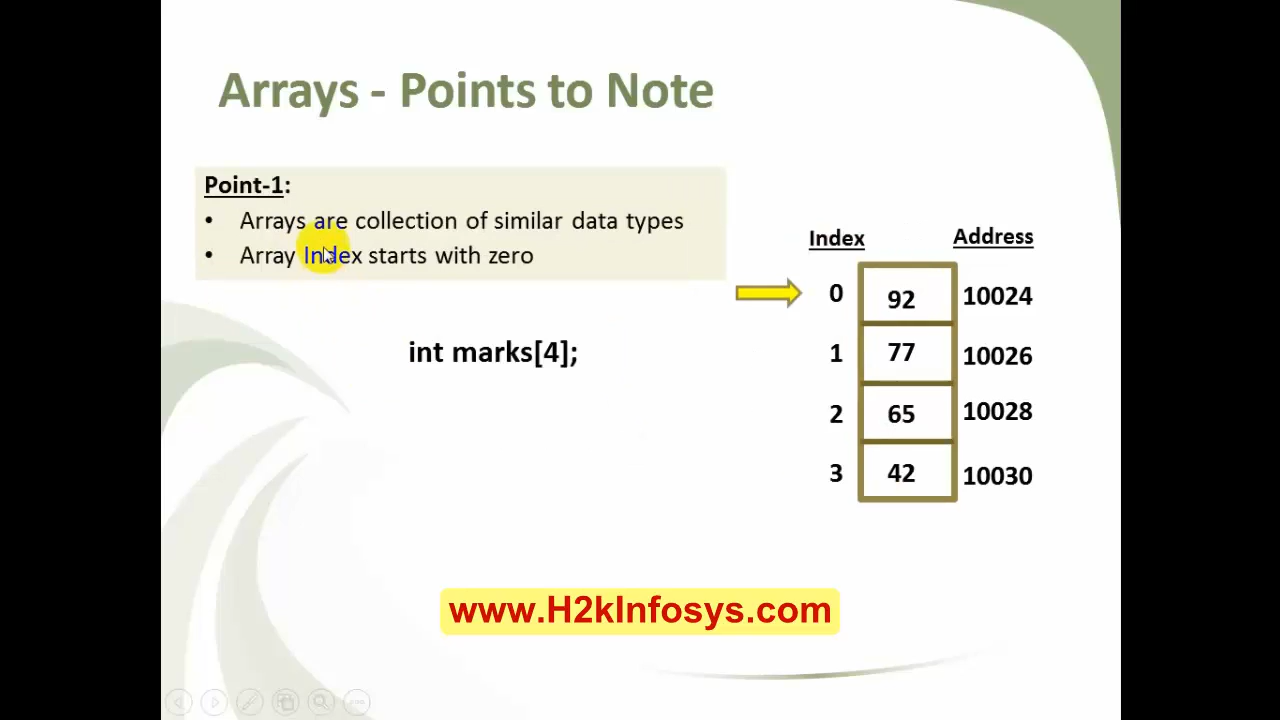 Arrays - Points to Note
Point-1:
• Arrays are collection of similar data types
• Array Index starts with zero
int marks[4];
Index Address
0 92 10024
1 77 10026
2 65 10028
3 42 10030
www.H2kInfosys.com